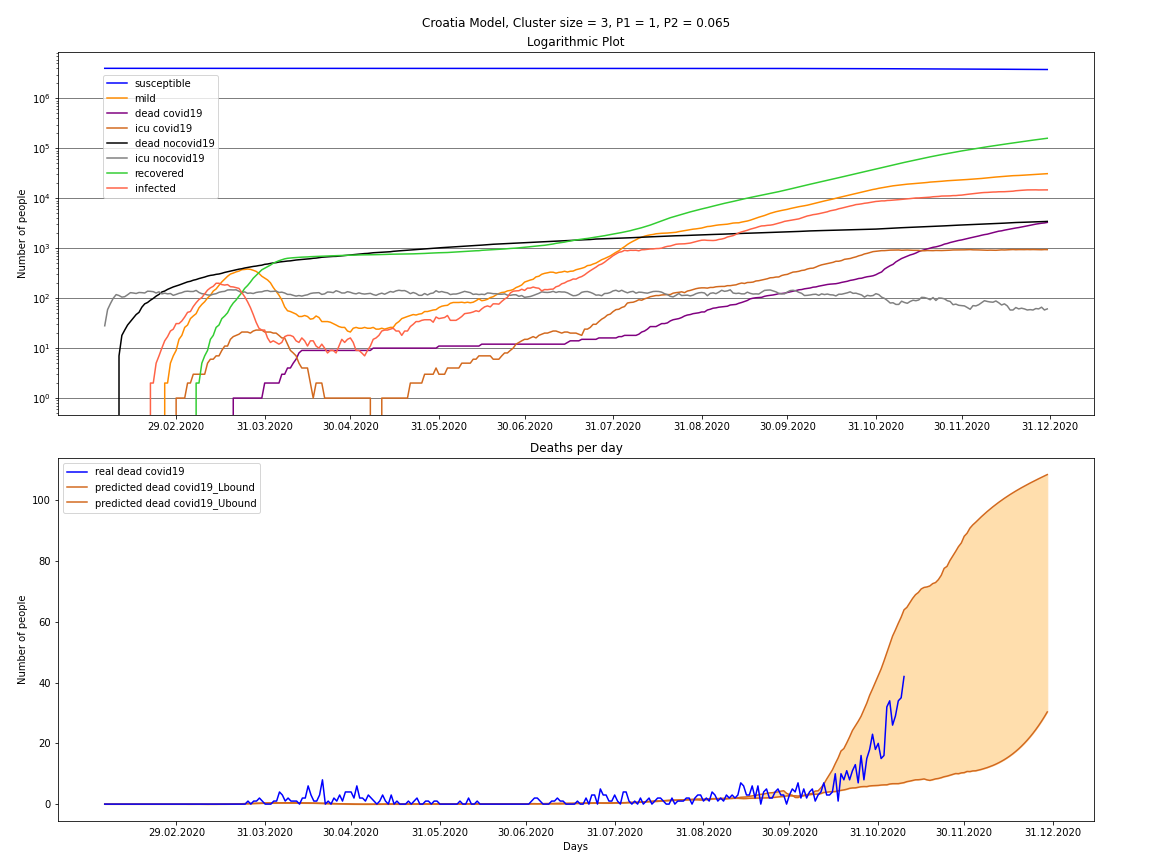 Croatia Model, Cluster size = 3, P1 = 1, P2 = 0.065
Logarithmic Plot
Number of people
10^6
10^5
10^4
10^3
10^2
10^1
10^0
susceptible
mild
dead covid19
icu covid19
dead nocovid19
icu nocovid19
recovered
infected
29.02.2020 31.03.2020 30.04.2020 31.05.2020 30.06.2020 31.07.2020 31.08.2020 30.09.2020 31.10.2020 30.11.2020 31.12.2020
Deaths per day
Number of people
100
80
60
40
20
0
real dead covid19
predicted dead covid19_Lbound
predicted dead covid19_Ubound
29.02.2020 31.03.2020 30.04.2020 31.05.2020 30.06.2020 31.07.2020 31.08.2020 30.09.2020 31.10.2020 30.11.2020 31.12.2020
Days